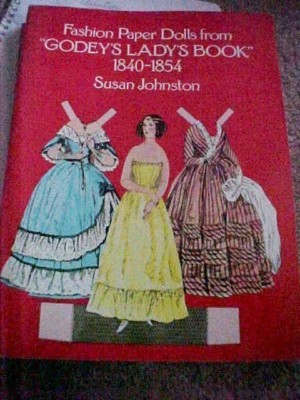 Fashion Paper Dolls from
"GODEY'S LADY'S BOOK,"
1840-1854
Susan Johnston